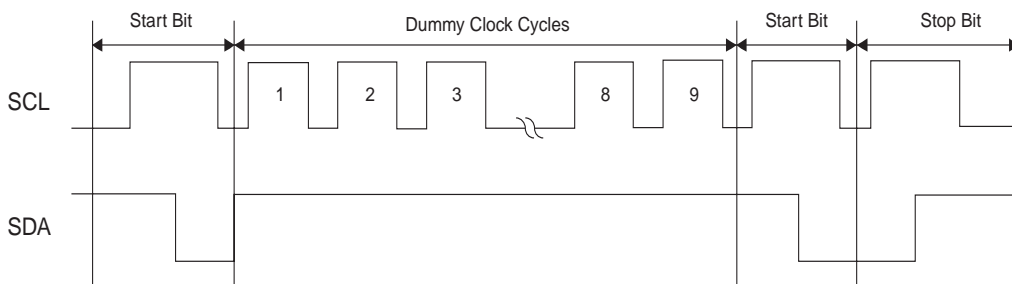 Start Bit Dummy Clock Cycles Start Bit Stop Bit
SCL 1 2 3 8 9
SDA